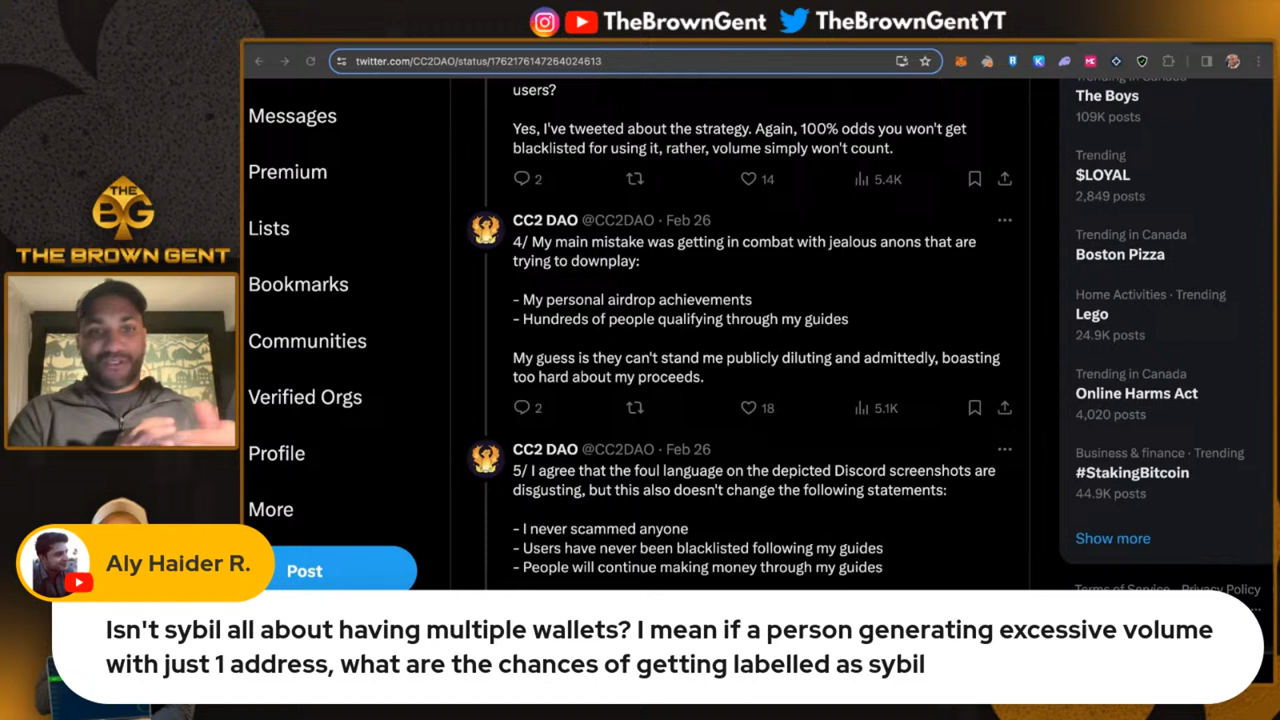 TheBrownGent TheBrownGentYT
twitter.com/CC2DAO/status/1762176147264024613
THE
BG
THE BROWN GENT
Messages
Premium
Lists
Bookmarks
Communities
Verified Orgs
Profile
More
Post
users?
Yes, I've tweeted about the strategy. Again, 100% odds you won't get
blacklisted for using it, rather, volume simply won't count.
2 14 5.4K
CC2 DAO @CC2DAO · Feb 26
4/ My main mistake was getting in combat with jealous anons that are
trying to downplay:
- My personal airdrop achievements
- Hundreds of people qualifying through my guides
My guess is they can't stand me publicly diluting and admittedly, boasting
too hard about my proceeds.
2 18 5.1K
CC2 DAO @CC2DAO · Feb 26
5/ I agree that the foul language on the depicted Discord screenshots are
disgusting, but this also doesn't change the following statements:
- I never scammed anyone
- Users have never been blacklisted following my guides
- People will continue making money through my guides
Trending in Canada
The Boys
109K posts
Trending
$LOYAL
2,849 posts
Trending in Canada
Boston Pizza
Home Activities · Trending
Lego
24.9K posts
Trending in Canada
Online Harms Act
4,020 posts
Business & finance · Trending
#StakingBitcoin
44.9K posts
Show more
Terms of Service Privacy Policy
Aly Haider R.
Isn't sybil all about having multiple wallets? I mean if a person generating excessive volume
with just 1 address, what are the chances of getting labelled as sybil